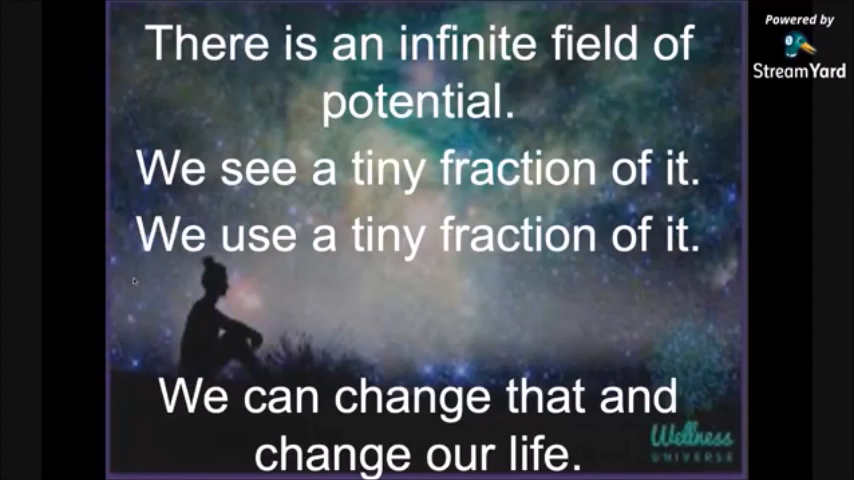 There is an infinite field of
potential.
We see a tiny fraction of it.
We use a tiny fraction of it.
We can change that and
change our life.
Powered by
StreamYard
Wellness
UNIVERSE